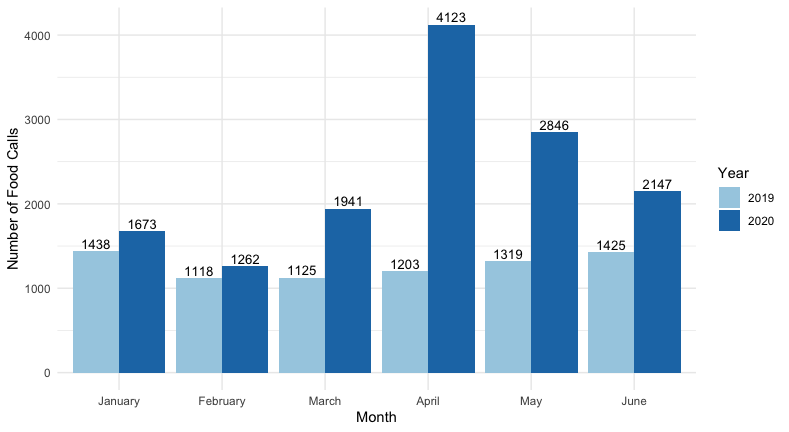 Number of Food Calls
4000
3000
2000
1000
0
1438
1673
1118
1262
1125
1941
1203
4123
1319
2846
1425
2147
January
February
March
April
May
June
Month
Year
2019
2020